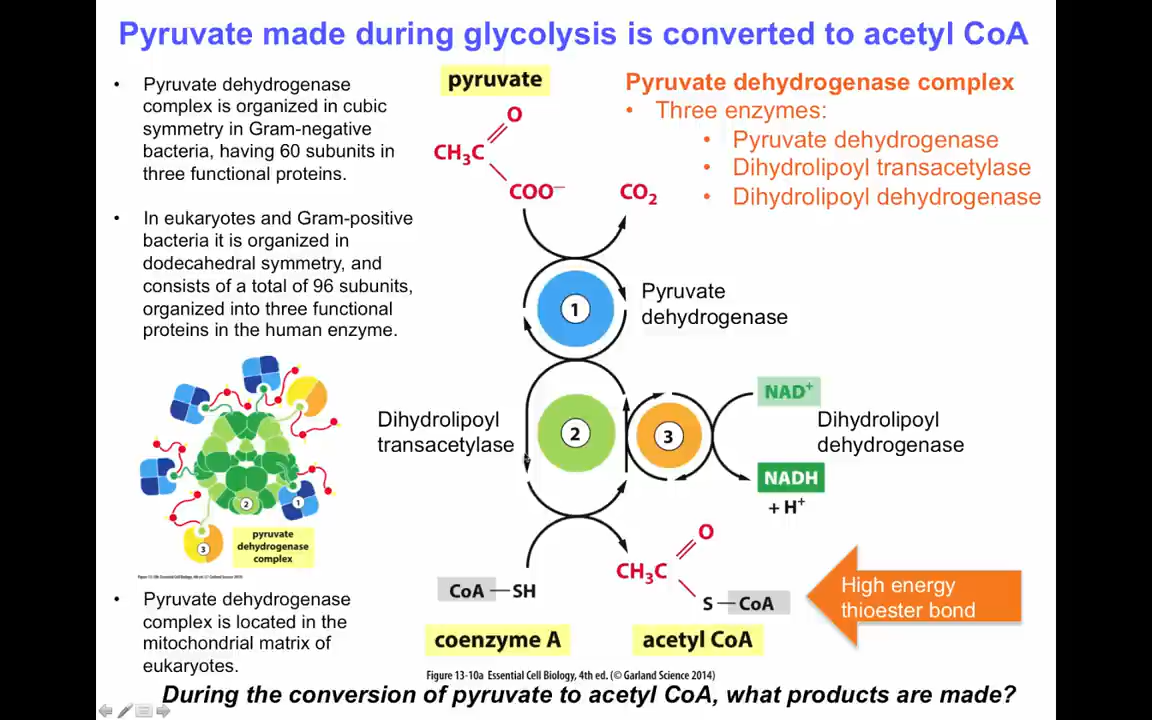 Pyruvate made during glycolysis is converted to acetyl CoA
• Pyruvate dehydrogenase
complex is organized in cubic
symmetry in Gram-negative
bacteria, having 60 subunits in
three functional proteins.
• In eukaryotes and Gram-positive
bacteria it is organized in
dodecahedral symmetry, and
consists of a total of 96 subunits,
organized into three functional
proteins in the human enzyme.
2
1
3
pyruvate
dehydrogenase
complex
• Pyruvate dehydrogenase
complex is located in the
mitochondrial matrix of
eukaryotes.
pyruvate
O
CH₃C
COO⁻
CO₂
Pyruvate dehydrogenase complex
• Three enzymes:
• Pyruvate dehydrogenase
• Dihydrolipoyl transacetylase
• Dihydrolipoyl dehydrogenase
1
Pyruvate
dehydrogenase
Dihydrolipoyl
transacetylase
2
3
NAD⁺
Dihydrolipoyl
dehydrogenase
NADH
+ H⁺
O
CH₃C
CoA — SH
S — CoA
High energy
thioester bond
coenzyme A
acetyl CoA
Figure 13-10a Essential Cell Biology, 4th ed. (© Garland Science 2014)
During the conversion of pyruvate to acetyl CoA, what products are made?